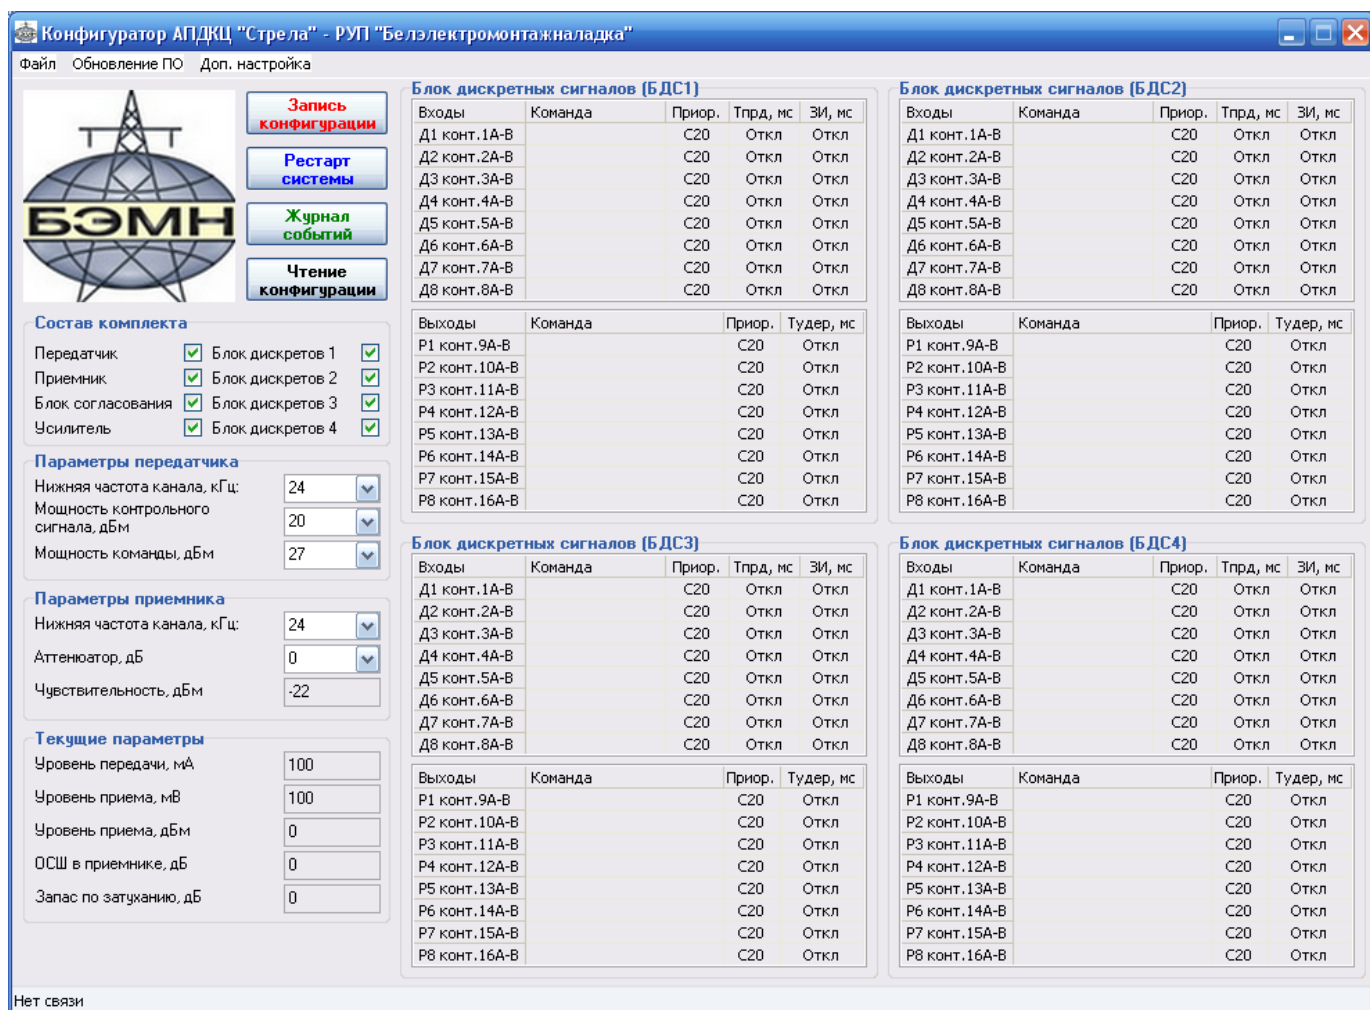 Конфигуратор АПДКЦ "Стрела" - РУП "Белэлектромонтажналадка"
Файл Обновление ПО Доп. настройка
БЭМН
Запись
конфигурации
Рестарт
системы
Журнал
событий
Чтение
конфигурации
Состав комплекта
Передатчик Блок дискретов 1
Приемник Блок дискретов 2
Блок согласования Блок дискретов 3
Усилитель Блок дискретов 4
Параметры передатчика
Нижняя частота канала, кГц: 24
Мощность контрольного
сигнала, дБм 20
Мощность команды, дБм 27
Параметры приемника
Нижняя частота канала, кГц: 24
Аттенюатор, дБ 0
Чувствительность, дБм -22
Текущие параметры
Уровень передачи, мА 100
Уровень приема, мВ 100
Уровень приема, дБм 0
ОСШ в приемнике, дБ 0
Запас по затуханию, дБ 0
Блок дискретных сигналов (БДС1)
Входы Команда Приор. Тпрд, мс ЗИ, мс
Д1 конт.1А-В С20 Откл Откл
Д2 конт.2А-В С20 Откл Откл
Д3 конт.3А-В С20 Откл Откл
Д4 конт.4А-В С20 Откл Откл
Д5 конт.5А-В С20 Откл Откл
Д6 конт.6А-В С20 Откл Откл
Д7 конт.7А-В С20 Откл Откл
Д8 конт.8А-В С20 Откл Откл
Выходы Команда Приор. Тудер, мс
Р1 конт.9А-В С20 Откл
Р2 конт.10А-В С20 Откл
Р3 конт.11А-В С20 Откл
Р4 конт.12А-В С20 Откл
Р5 конт.13А-В С20 Откл
Р6 конт.14А-В С20 Откл
Р7 конт.15А-В С20 Откл
Р8 конт.16А-В С20 Откл
Блок дискретных сигналов (БДС2)
Входы Команда Приор. Тпрд, мс ЗИ, мс
Д1 конт.1А-В С20 Откл Откл
Д2 конт.2А-В С20 Откл Откл
Д3 конт.3А-В С20 Откл Откл
Д4 конт.4А-В С20 Откл Откл
Д5 конт.5А-В С20 Откл Откл
Д6 конт.6А-В С20 Откл Откл
Д7 конт.7А-В С20 Откл Откл
Д8 конт.8А-В С20 Откл Откл
Выходы Команда Приор. Тудер, мс
Р1 конт.9А-В С20 Откл
Р2 конт.10А-В С20 Откл
Р3 конт.11А-В С20 Откл
Р4 конт.12А-В С20 Откл
Р5 конт.13А-В С20 Откл
Р6 конт.14А-В С20 Откл
Р7 конт.15А-В С20 Откл
Р8 конт.16А-В С20 Откл
Блок дискретных сигналов (БДС3)
Входы Команда Приор. Тпрд, мс ЗИ, мс
Д1 конт.1А-В С20 Откл Откл
Д2 конт.2А-В С20 Откл Откл
Д3 конт.3А-В С20 Откл Откл
Д4 конт.4А-В С20 Откл Откл
Д5 конт.5А-В С20 Откл Откл
Д6 конт.6А-В С20 Откл Откл
Д7 конт.7А-В С20 Откл Откл
Д8 конт.8А-В С20 Откл Откл
Выходы Команда Приор. Тудер, мс
Р1 конт.9А-В С20 Откл
Р2 конт.10А-В С20 Откл
Р3 конт.11А-В С20 Откл
Р4 конт.12А-В С20 Откл
Р5 конт.13А-В С20 Откл
Р6 конт.14А-В С20 Откл
Р7 конт.15А-В С20 Откл
Р8 конт.16А-В С20 Откл
Блок дискретных сигналов (БДС4)
Входы Команда Приор. Тпрд, мс ЗИ, мс
Д1 конт.1А-В С20 Откл Откл
Д2 конт.2А-В С20 Откл Откл
Д3 конт.3А-В С20 Откл Откл
Д4 конт.4А-В С20 Откл Откл
Д5 конт.5А-В С20 Откл Откл
Д6 конт.6А-В С20 Откл Откл
Д7 конт.7А-В С20 Откл Откл
Д8 конт.8А-В С20 Откл Откл
Выходы Команда Приор. Тудер, мс
Р1 конт.9А-В С20 Откл
Р2 конт.10А-В С20 Откл
Р3 конт.11А-В С20 Откл
Р4 конт.12А-В С20 Откл
Р5 конт.13А-В С20 Откл
Р6 конт.14А-В С20 Откл
Р7 конт.15А-В С20 Откл
Р8 конт.16А-В С20 Откл
Нет связи